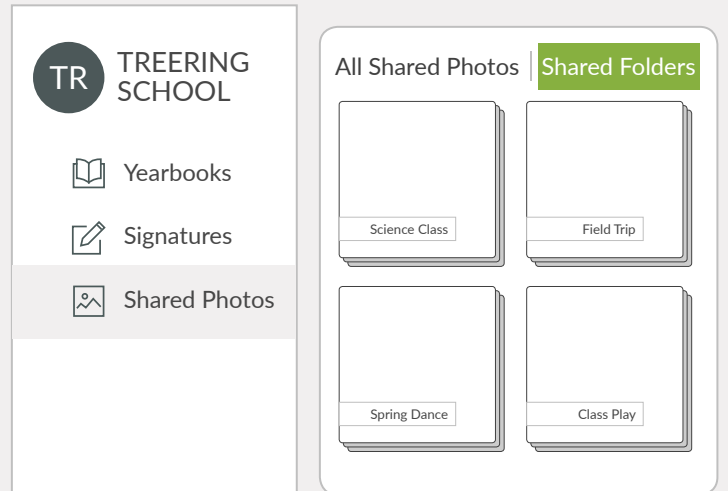 TR
TREERING
SCHOOL
Yearbooks
Signatures
Shared Photos
All Shared Photos
Shared Folders
Science Class
Field Trip
Spring Dance
Class Play